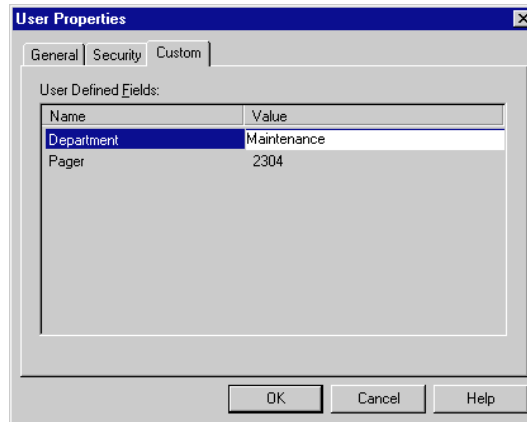 User Properties
General Security Custom
User Defined Fields:
Name Value
Department Maintenance
Pager 2304
OK Cancel Help